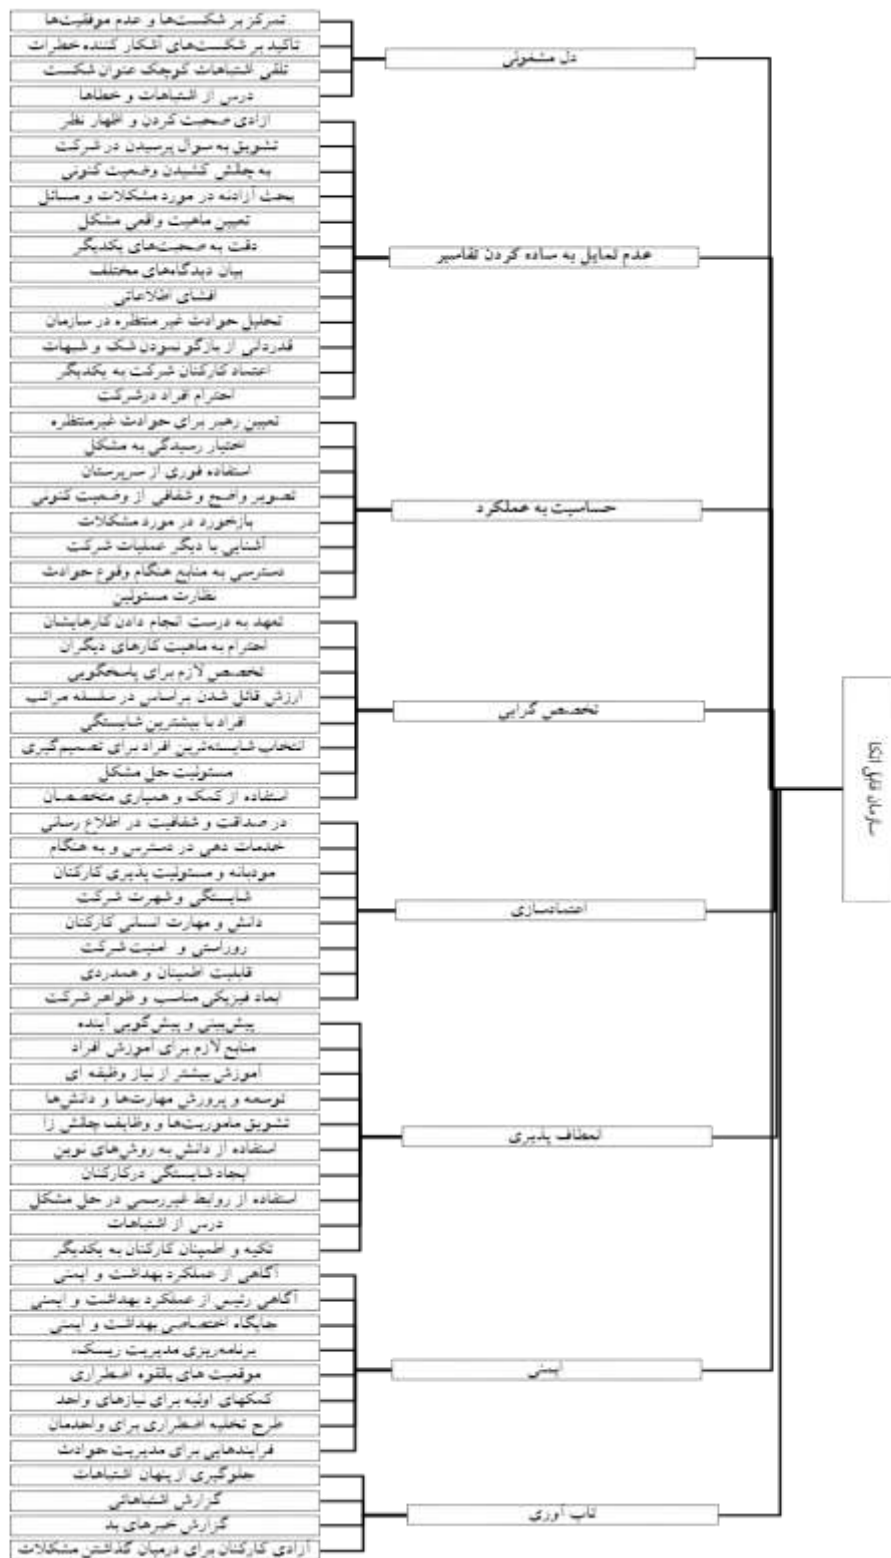 سازمان قابل اتکا
دل مشغولی
تمرکز بر شکست‌ها و عدم موفقیت‌ها
تاکید بر شکست‌های آشکار کننده خطرات
تلقی اشتباهات کوچک عنوان شکست
درس از اشتباهات و خطاها
عدم تمایل به ساده کردن تفاسیر
ازادی صحبت کردن و اظهار نظر
تشویق به سوال پرسیدن در شرکت
به چالش کشیدن وضعیت کنونی
بحث آزادنه در مورد مشکلات و مسائل
تعیین ماهیت واقعی مشکل
دقت به صحبت‌های یکدیگر
بیان دیدگاه‌های مختلف
افشای اطلاعاتی
تحلیل حوادث غیر منتظره در سازمان
قدردانی از بازگو نمودن شک و شبهات
اعتماد کارکنان شرکت به یکدیگر
احترام افراد درشرکت
حساسیت به عملکرد
تعیین رهبر برای حوادث غیرمنتظره
اختیار رسیدگی به مشکل
استفاده فوری از سرپرستان
تصویر واضح و شفافی از وضعیت کنونی
بازخورد در مورد مشکلات
آشنایی با دیگر عملیات شرکت
دسترسی به منابع هنگام وقوع حوادث
نظارت مسئولین
تخصص گرایی
تعهد به درست انجام دادن کارهایشان
احترام به ماهیت کارهای دیگران
تخصص لازم برای پاسخگویی
ارزش قائل شدن براساس در سلسله مراتب
افراد با بیشترین شایستگی
انتخاب شایسته‌ترین افراد برای تصمیم‌گیری
مسئولیت حل مشکل
استفاده از کمک و همیاری متخصصان
اعتمادسازی
در صداقت و شفافیت در اطلاع رسانی
خدمات دهی در دسترس و به هنگام
مودبانه و مسئولیت پذیری کارکنان
شایستگی و شهرت شرکت
دانش و مهارت انسانی کارکنان
روراستی و امنیت شرکت
قابلیت اطمینان و همدردی
ابعاد فیزیکی مناسب و ظواهر شرکت
انعطاف پذیری
پیش‌بینی و پیش‌گویی آینده
منابع لازم برای آموزش افراد
آموزش بیشتر از نیاز وظیفه ای
توسعه و پرورش مهارت‌ها و دانش‌ها
تشویق ماموریت‌ها و وظایف چالش زا
استفاده از دانش به روش‌های نوین
ایجاد شایستگی درکارکنان
استفاده از روابط غیررسمی در حل مشکل
درس از اشتباهات
تکیه و اطمینان کارکنان به یکدیگر
ایمنی
آگاهی از عملکرد بهداشت و ایمنی
آگاهی رئیس از عملکرد بهداشت و ایمنی
جایگاه اختصاصی بهداشت و ایمنی
برنامه‌ریزی مدیریت ریسک،
موقعیت های بالقوه اضطراری
کمکهای اولیه برای نیازهای واحد
طرح تخلیه اضطراری برای واحدمان
فرایندهایی برای مدیریت حوادث
تاب آوری
جلوگیری از پنهان اشتباهات
گزارش اشتباهاتی
گزارش خبرهای بد
آزادی کارکنان برای درمیان گذاشتن مشکلات